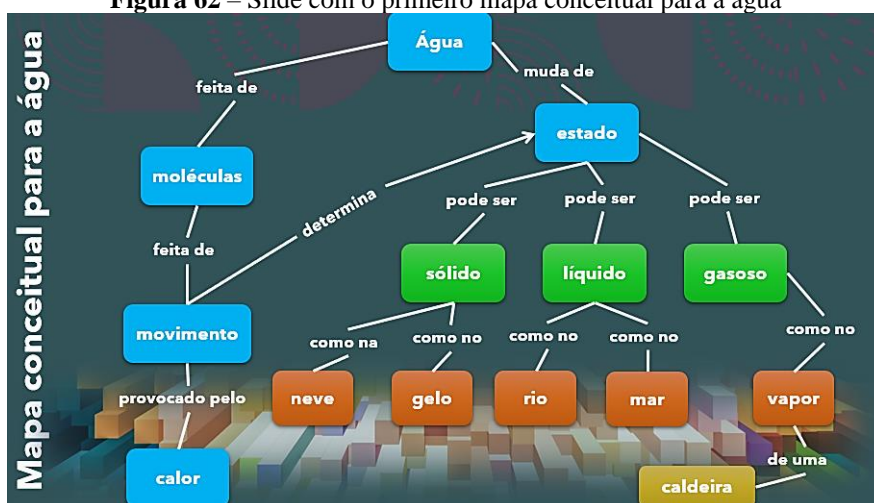 Figura 62 – Slide com o primeiro mapa conceitual para a água
Mapa conceitual para a água
Água
feita de
muda de
estado
moléculas
determina
pode ser
pode ser
pode ser
feita de
sólido
líquido
gasoso
movimento
como na
como no
como no
como no
como no
provocado pelo
neve
gelo
rio
mar
vapor
calor
de uma
caldeira